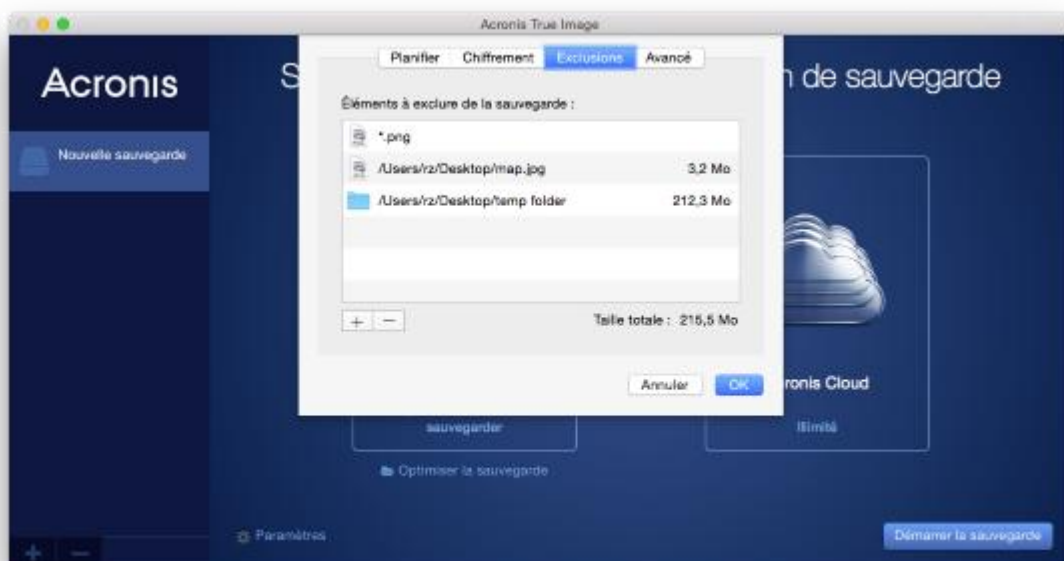 Acronis True Image
Acronis
Nouvelle sauvegarde
S
n de sauvegarde
Planifier Chiffrement Exclusions Avancé
Éléments à exclure de la sauvegarde :
*.png
/Users/rz/Desktop/map.jpg 3,2 Mo
/Users/rz/Desktop/temp folder 212,3 Mo
+ − Taille totale : 215,5 Mo
Annuler OK
ronis Cloud
sauvegarder
Illimité
Optimiser la sauvegarde
Paramètres
Démarrer la sauvegarde
+ −